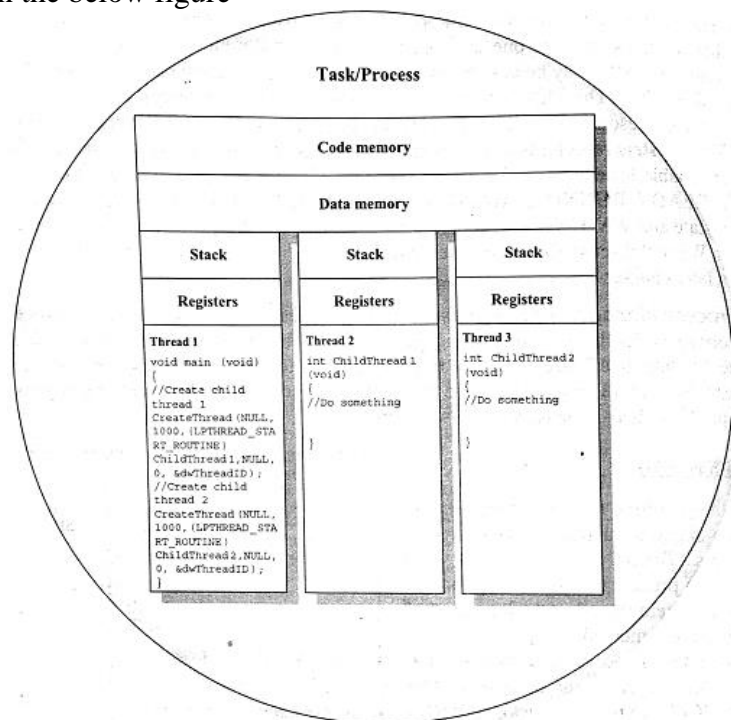 n the below figure
Task/Process
Code memory
Data memory
Stack
Registers
Thread 1
void main (void)
{
//Create child
thread 1
CreateThread(NULL,
1000,(LPTHREAD_STA
RT_ROUTINE)
ChildThread1,NULL,
0, &dwThreadID);
//Create child
thread 2
CreateThread(NULL,
1000,(LPTHREAD_STA
RT_ROUTINE)
ChildThread2,NULL,
0, &dwThreadID);
}
Stack
Registers
Thread 2
int ChildThread1
(void)
{
//Do something
}
Stack
Registers
Thread 3
int ChildThread2
(void)
{
//Do something
}